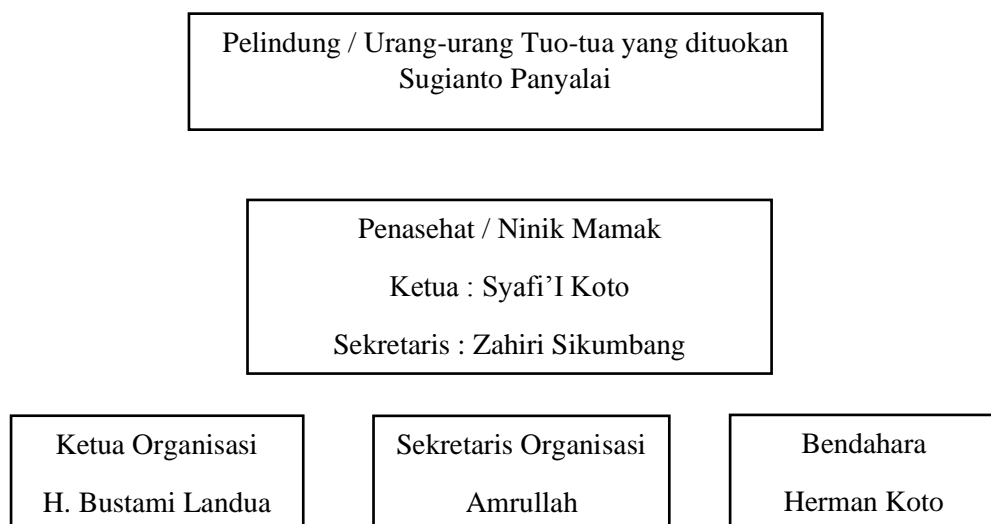 Pelindung / Urang-urang Tuo-tua yang dituokan
Sugianto Panyalai
Penasehat / Ninik Mamak
Ketua : Syafi’I Koto
Sekretaris : Zahiri Sikumbang
Ketua Organisasi
H. Bustami Landua
Sekretaris Organisasi
Amrullah
Bendahara
Herman Koto